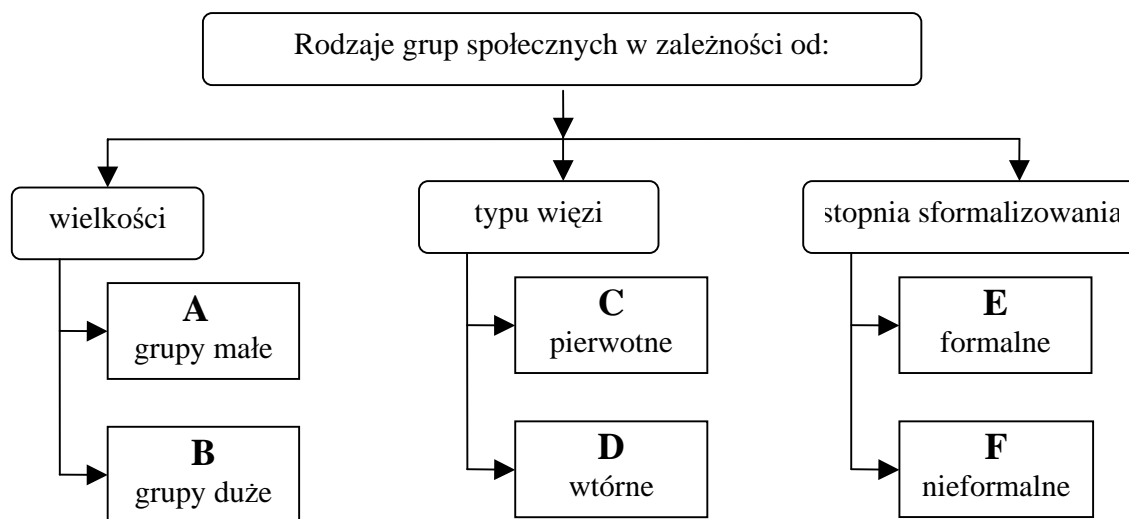 Rodzaje grup społecznych w zależności od:
wielkości
typu więzi
stopnia sformalizowania
A
grupy małe
C
pierwotne
E
formalne
B
grupy duże
D
wtórne
F
nieformalne